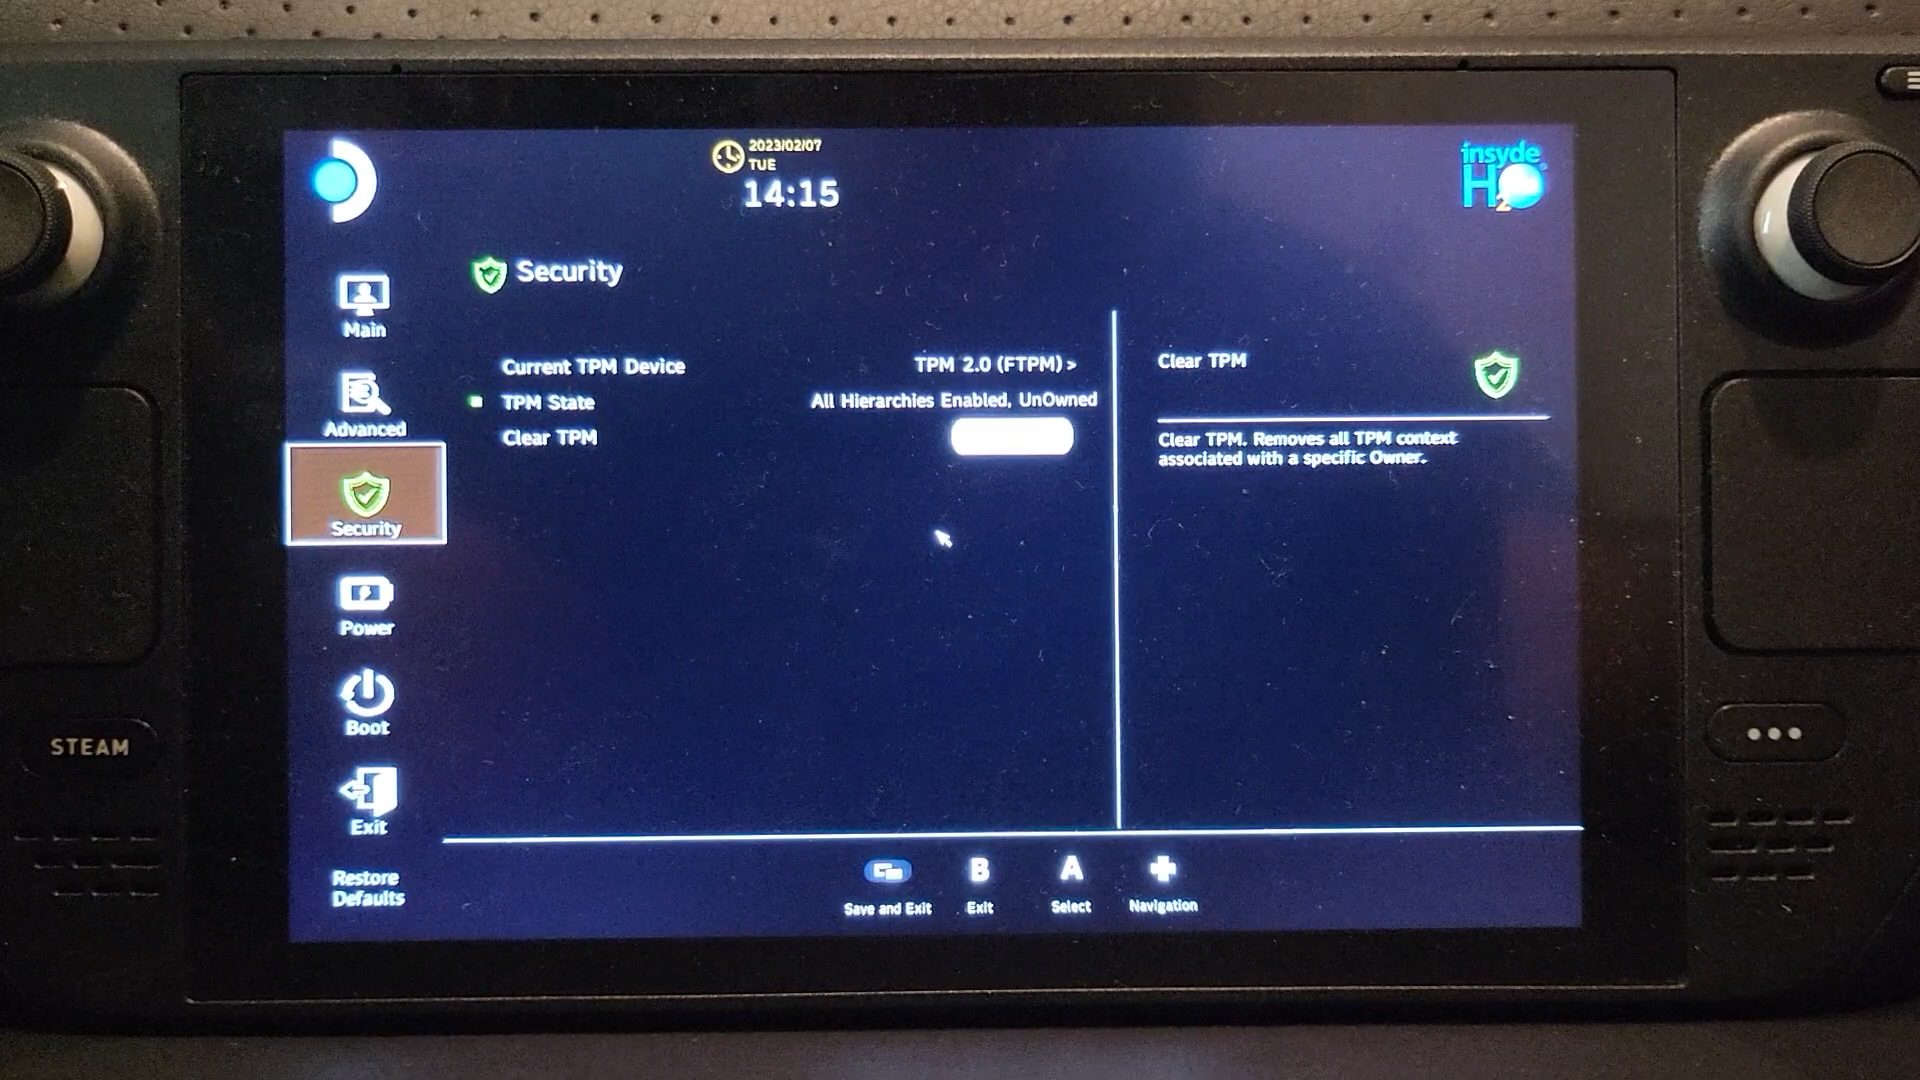 2023/02/07
TUE
14:15
insyde
H2O
Security
Main
Advanced
Security
Power
Boot
Exit
Restore
Defaults
Current TPM Device
TPM 2.0 (FTPM) >
TPM State
All Hierarchies Enabled, UnOwned
Clear TPM
Clear TPM
Clear TPM. Removes all TPM context
associated with a specific Owner.
B
A
Save and Exit
Exit
Select
Navigation
STEAM